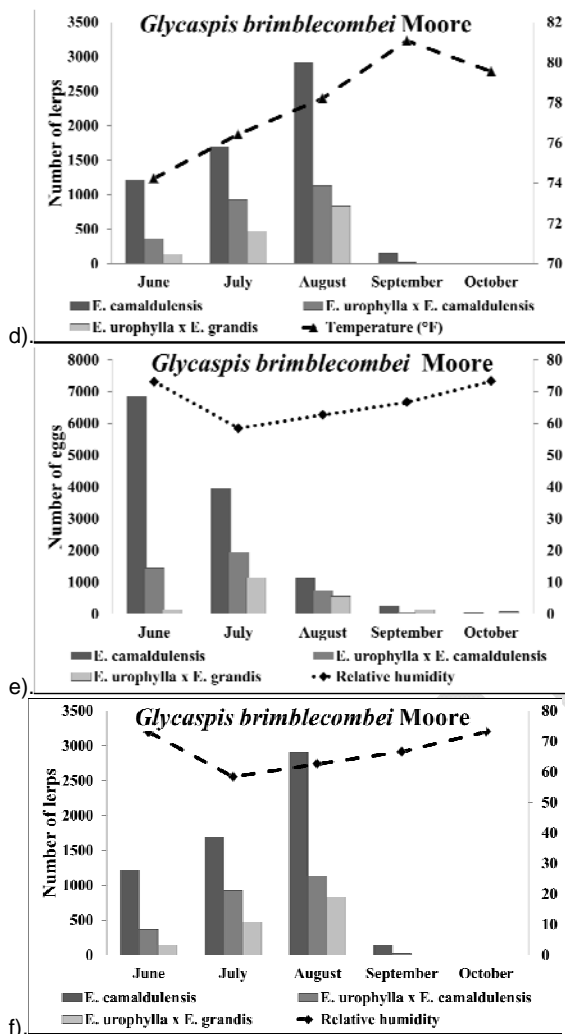 Glycaspis brimblecombei Moore
Number of lerps
3500
3000
2500
2000
1500
1000
500
0
82
80
78
76
74
72
70
June July August September October
E. camaldulensis E. urophylla x E. camaldulensis
E. urophylla x E. grandis Temperature (°F)
d).
Glycaspis brimblecombei Moore
Number of eggs
8000
7000
6000
5000
4000
3000
2000
1000
0
80
70
60
50
40
30
20
10
0
June July August September October
E. camaldulensis E. urophylla x E. camaldulensis
E. urophylla x E. grandis Relative humidity
e).
Glycaspis brimblecombei Moore
Number of lerps
3500
3000
2500
2000
1500
1000
500
0
80
70
60
50
40
30
20
10
0
June July August September October
E. camaldulensis E. urophylla x E. camaldulensis
E. urophylla x E. grandis Relative humidity
f).